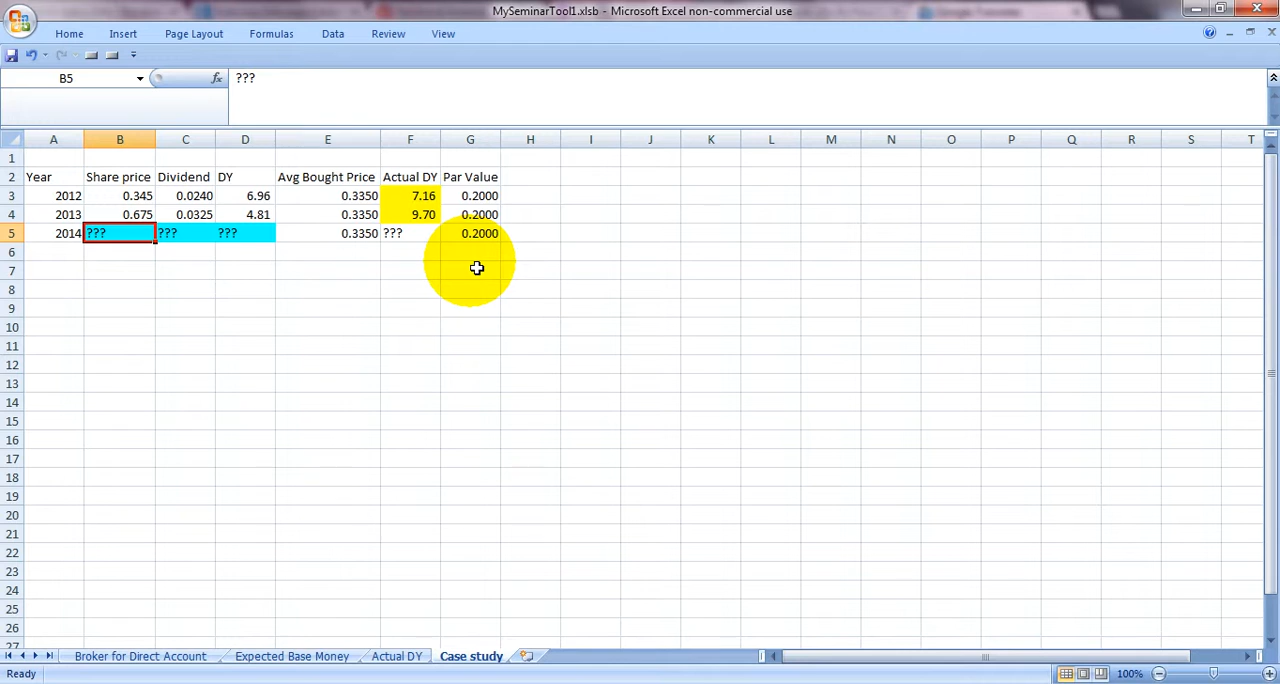 MySeminarTool1.xlsb - Microsoft Excel non-commercial use
Home Insert Page Layout Formulas Data Review View
B5 fx ???
A B C D E F G H I J K L M N O P Q R S T
1
2 Year Share price Dividend DY Avg Bought Price Actual DY Par Value
3 2012 0.345 0.0240 6.96 0.3350 7.16 0.2000
4 2013 0.675 0.0325 4.81 0.3350 9.70 0.2000
5 2014 ??? ??? ??? 0.3350 ??? 0.2000
6
7
8
9
10
11
12
13
14
15
16
17
18
19
20
21
22
23
24
25
26
27
Broker for Direct Account Expected Base Money Actual DY Case study
Ready 100%